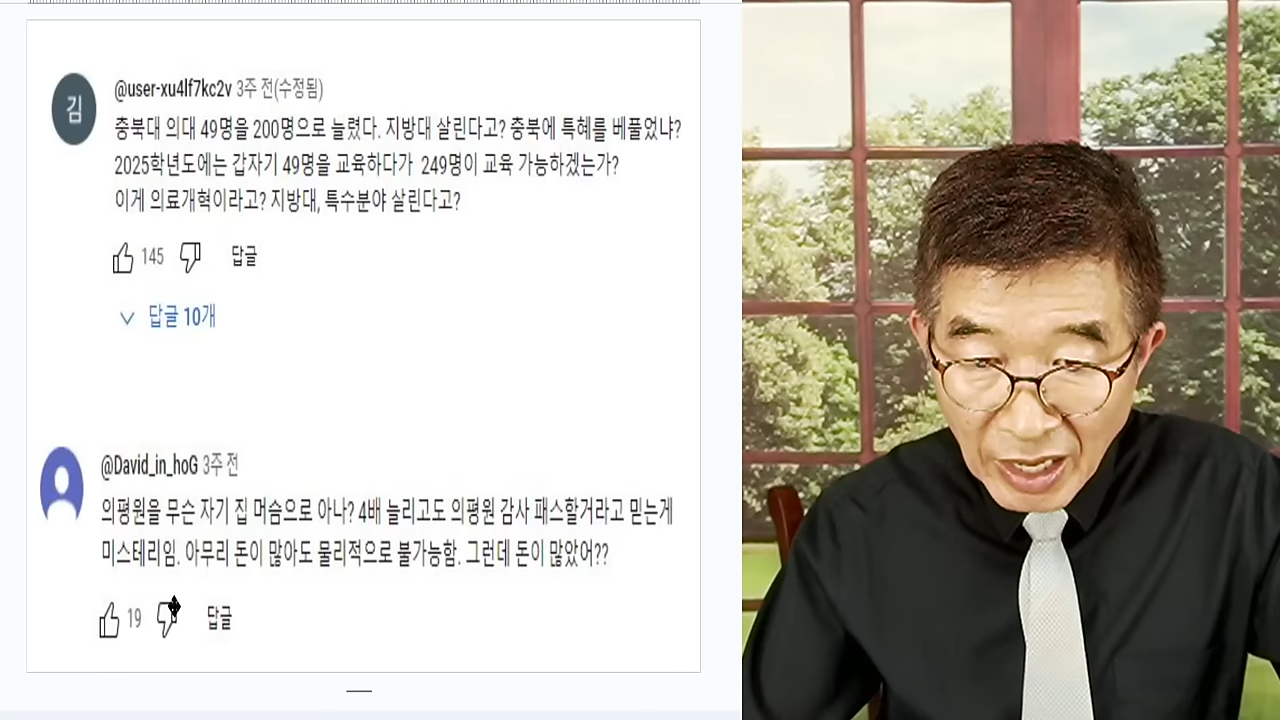 김
@user-xu4lf7kc2v 3주 전(수정됨)
충북대 의대 49명을 200명으로 늘렸다. 지방대 살린다고? 충북에 특혜를 베풀었냐?
2025학년도에는 갑자기 49명을 교육하다가 249명이 교육 가능하겠는가?
이게 의료개혁이라고? 지방대, 특수분야 살린다고?
145 답글
답글 10개
@David_in_hoG 3주 전
의평원을 무슨 자기 집 머슴으로 아나? 4배 늘리고도 의평원 감사 패스할거라고 믿는게
미스테리임. 아무리 돈이 많아도 물리적으로 불가능함. 그런데 돈이 많았어??
19 답글